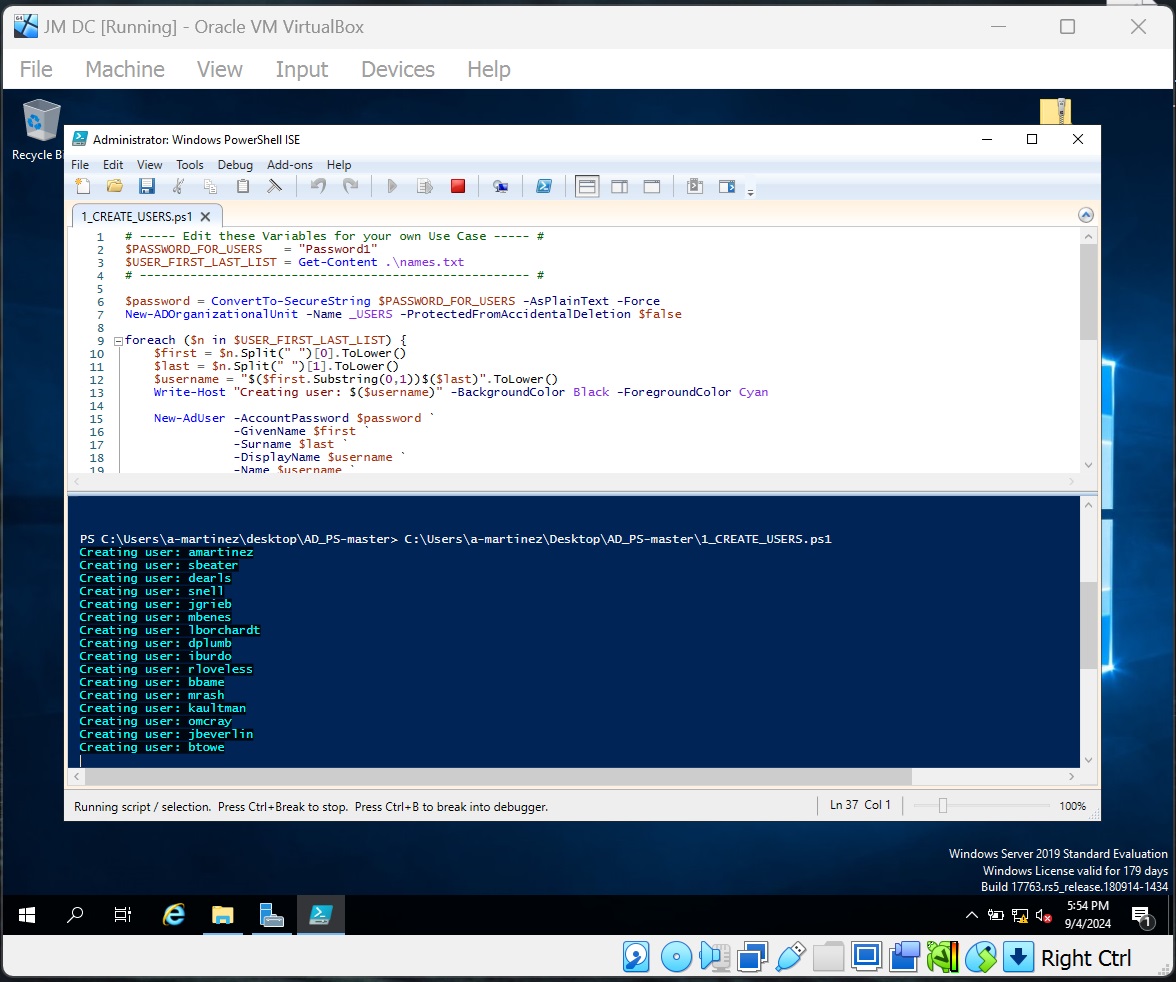 JM DC [Running] - Oracle VM VirtualBox
File Machine View Input Devices Help
Recycle Bi
Administrator: Windows PowerShell ISE
File Edit View Tools Debug Add-ons Help
1_CREATE_USERS.ps1
1 # ----- Edit these Variables for your own Use Case ----- #
2 $PASSWORD_FOR_USERS   = "Password1"
3 $USER_FIRST_LAST_LIST = Get-Content .\names.txt
4 # ------------------------------------------------------ #
5
6 $password = ConvertTo-SecureString $PASSWORD_FOR_USERS -AsPlainText -Force
7 New-ADOrganizationalUnit -Name _USERS -ProtectedFromAccidentalDeletion $false
8
9 foreach ($n in $USER_FIRST_LAST_LIST) {
10     $first = $n.Split(" ")[0].ToLower()
11     $last = $n.Split(" ")[1].ToLower()
12     $username = "$($first.Substring(0,1))$($last)".ToLower()
13     Write-Host "Creating user: $($username)" -BackgroundColor Black -ForegroundColor Cyan
14
15     New-AdUser -AccountPassword $password `
16                -GivenName $first `
17                -Surname $last `
18                -DisplayName $username `
19                -Name $username `
PS C:\Users\a-martinez\desktop\AD_PS-master> C:\Users\a-martinez\Desktop\AD_PS-master\1_CREATE_USERS.ps1
Creating user: amartinez
Creating user: sbeater
Creating user: dearls
Creating user: snell
Creating user: jgrieb
Creating user: mbenes
Creating user: lborchardt
Creating user: dplumb
Creating user: iburdo
Creating user: rloveless
Creating user: bbame
Creating user: mrash
Creating user: kaultman
Creating user: omcray
Creating user: jbeverlin
Creating user: btowe
Running script / selection. Press Ctrl+Break to stop. Press Ctrl+B to break into debugger.
Ln 37 Col 1
100%
Windows Server 2019 Standard Evaluation
Windows License valid for 179 days
Build 17763.rs5_release.180914-1434
5:54 PM
9/4/2024
1
Right Ctrl